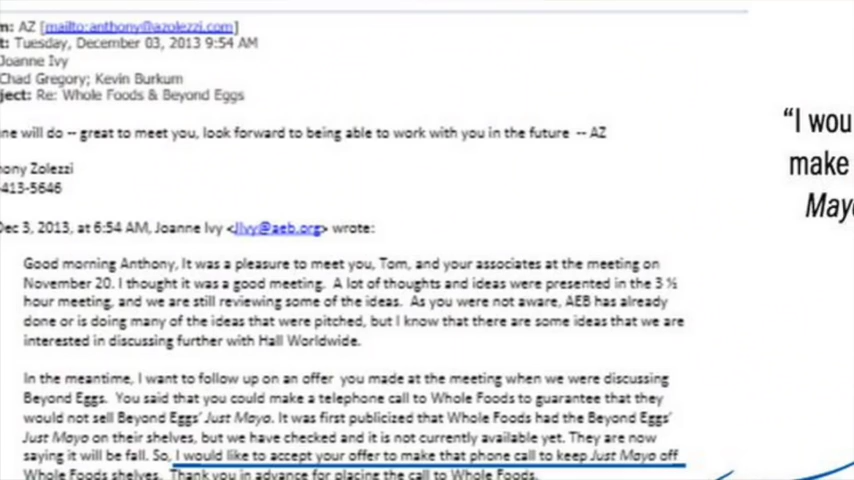 m: AZ [mailto:anthony@azolezzi.com]
t: Tuesday, December 03, 2013 9:54 AM
Joanne Ivy
Chad Gregory; Kevin Burkum
ject: Re: Whole Foods & Beyond Eggs
ne will do -- great to meet you, look forward to being able to work with you in the future -- AZ
ony Zolezzi
413-5646
Dec 3, 2013, at 6:54 AM, Joanne Ivy <JIvy@aeb.org> wrote:
Good morning Anthony, It was a pleasure to meet you, Tom, and your associates at the meeting on
November 20. I thought it was a good meeting. A lot of thoughts and ideas were presented in the 3 ½
hour meeting, and we are still reviewing some of the ideas. As you were not aware, AEB has already
done or is doing many of the ideas that were pitched, but I know that there are some ideas that we are
interested in discussing further with Hall Worldwide.
In the meantime, I want to follow up on an offer you made at the meeting when we were discussing
Beyond Eggs. You said that you could make a telephone call to Whole Foods to guarantee that they
would not sell Beyond Eggs' Just Mayo. It was first publicized that Whole Foods had the Beyond Eggs'
Just Mayo on their shelves, but we have checked and it is not currently available yet. They are now
saying it will be fall. So, I would like to accept your offer to make that phone call to keep Just Mayo off
Whole Foods shelves. Thank you in advance for placing the call to Whole Foods.
“I wou
make
Mayo